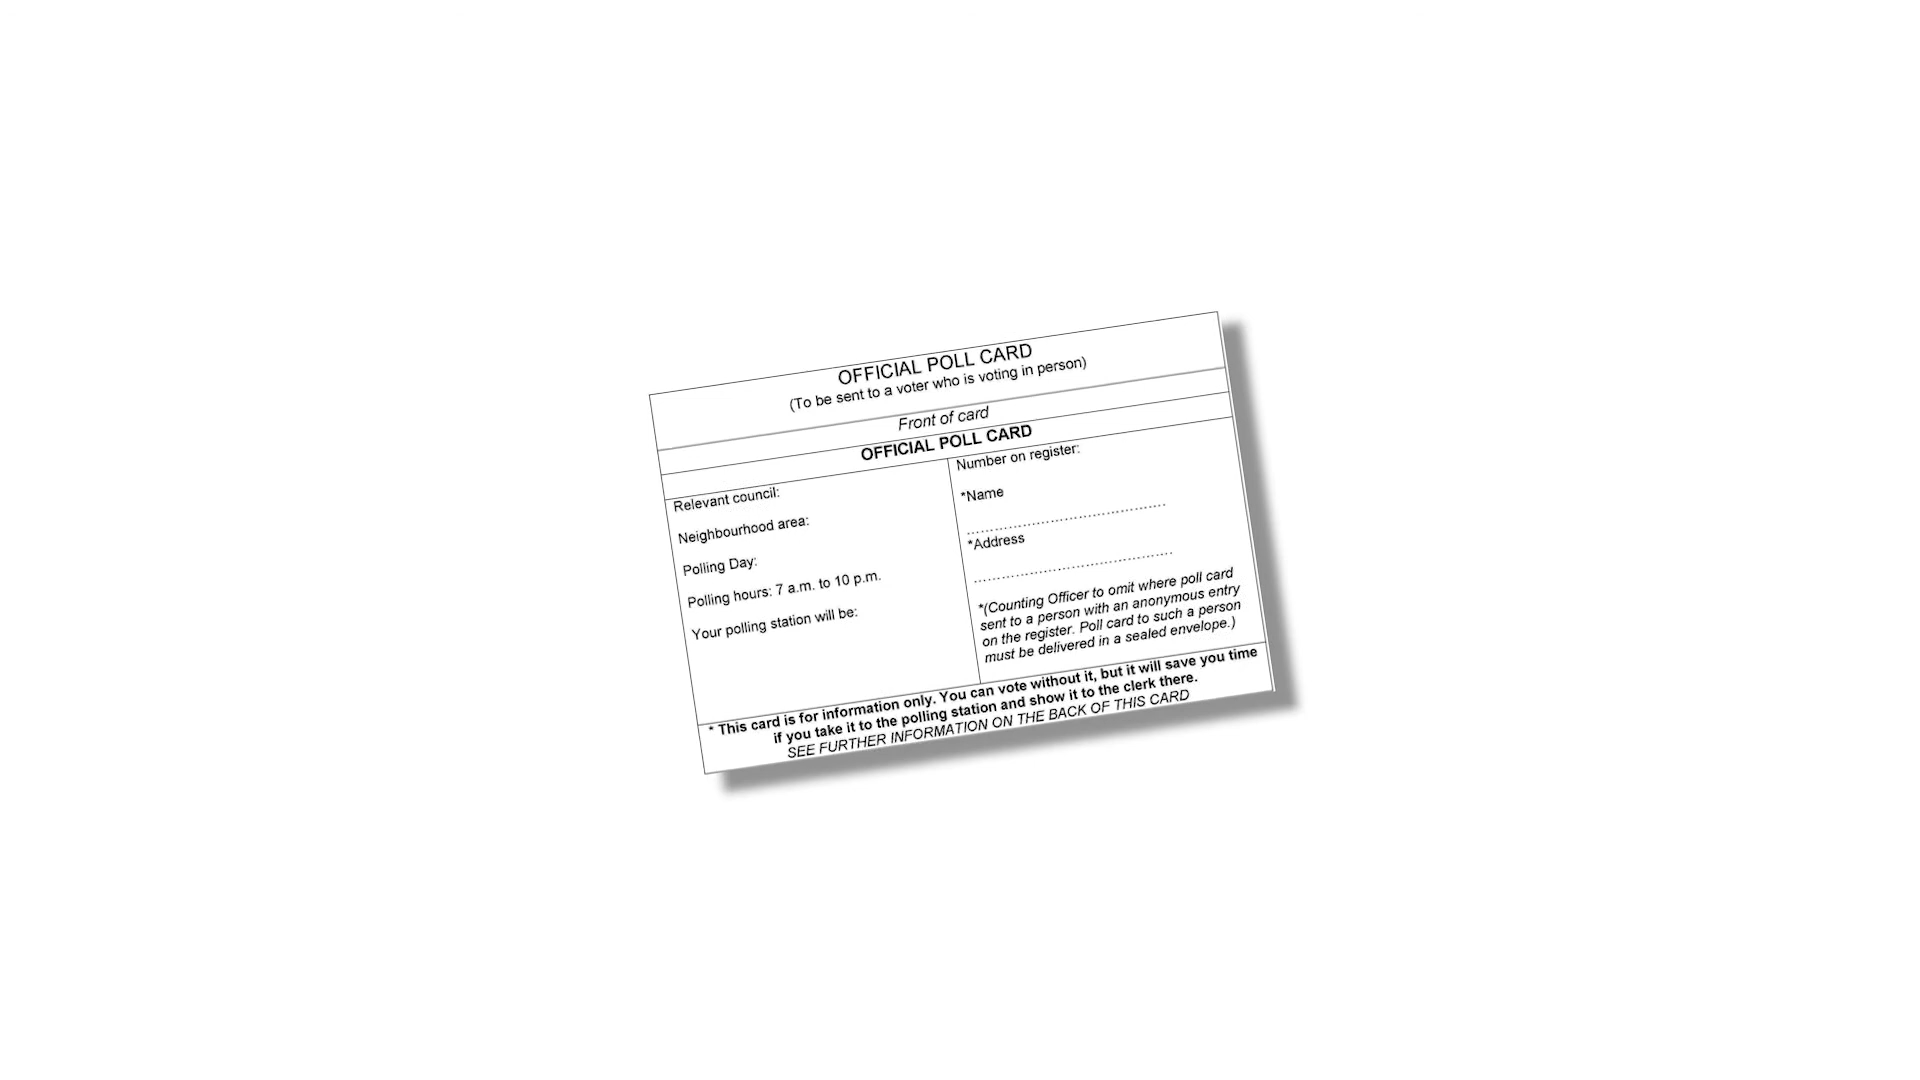 OFFICIAL POLL CARD
(To be sent to a voter who is voting in person)
Front of card
OFFICIAL POLL CARD
Relevant council:
Neighbourhood area:
Polling Day:
Polling hours: 7 a.m. to 10 p.m.
Your polling station will be:
Number on register:
*Name
..........................................
*Address
..........................................
*(Counting Officer to omit where poll card
sent to a person with an anonymous entry
on the register. Poll card to such a person
must be delivered in a sealed envelope.)
* This card is for information only. You can vote without it, but it will save you time
if you take it to the polling station and show it to the clerk there.
SEE FURTHER INFORMATION ON THE BACK OF THIS CARD